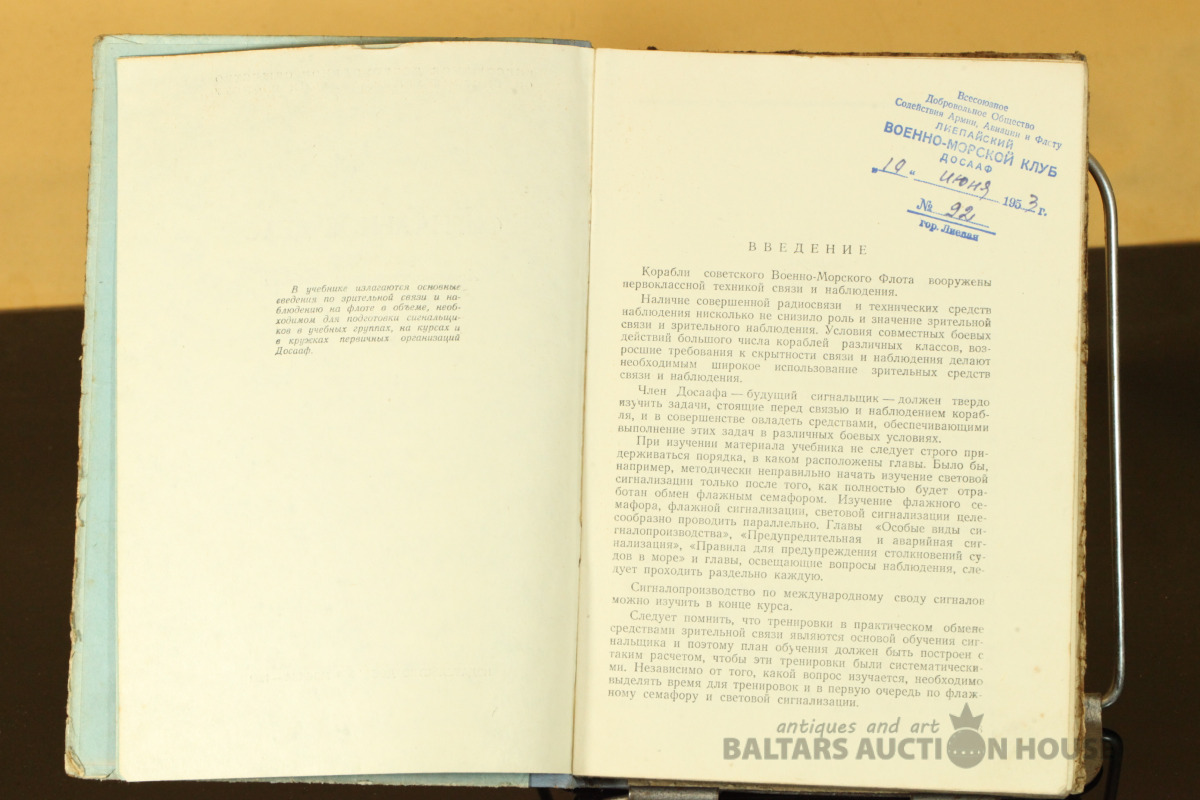 В учебнике излагаются основные
сведения по зрительной связи и на-
блюдению на флоте в объеме, необ-
ходимом для подготовки сигнальщи-
ков в учебных группах, на курсах и
в кружках первичных организаций
Досааф.
Всесоюзное
Добровольное Общество
Содействия Армии, Авиации и Флоту
ЛИЕПАЙСКИЙ
ВОЕННО-МОРСКОЙ КЛУБ
ДОСААФ
„19“ июня 1953 г.
№ 92
гор. Лиепая
ВВЕДЕНИЕ
Корабли советского Военно-Морского Флота вооружены
первоклассной техникой связи и наблюдения.
Наличие совершенной радиосвязи и технических средств
наблюдения нисколько не снизило роль и значение зрительной
связи и зрительного наблюдения. Условия совместных боевых
действий большого числа кораблей различных классов, воз-
росшие требования к скрытности связи и наблюдения делают
необходимым широкое использование зрительных средств
связи и наблюдения.
Член Досаафа — будущий сигнальщик — должен твердо
изучить задачи, стоящие перед связью и наблюдением кораб-
ля, и в совершенстве овладеть средствами, обеспечивающими
выполнение этих задач в различных боевых условиях.
При изучении материала учебника не следует строго при-
держиваться порядка, в каком расположены главы. Было бы,
например, методически неправильно начать изучение световой
сигнализации только после того, как полностью будет отра-
ботан обмен флажным семафором. Изучение флажного се-
мафора, флажной сигнализации, световой сигнализации целе-
сообразно проводить параллельно. Главы «Особые виды си-
гналопроизводства», «Предупредительная и аварийная сиг-
нализация», «Правила для предупреждения столкновений су-
дов в море» и главы, освещающие вопросы наблюдения, сле-
дует проходить раздельно каждую.
Сигналопроизводство по международному своду сигналов
можно изучить в конце курса.
Следует помнить, что тренировки в практическом обмене
средствами зрительной связи являются основой обучения сиг-
нальщика и поэтому план обучения должен быть построен с
таким расчетом, чтобы эти тренировки были систематически-
ми. Независимо от того, какой вопрос изучается, необходимо
выделять время для тренировок и в первую очередь по флаж-
ному семафору и световой сигнализации.
antiques and art
BALTARS AUCTION HOUSE